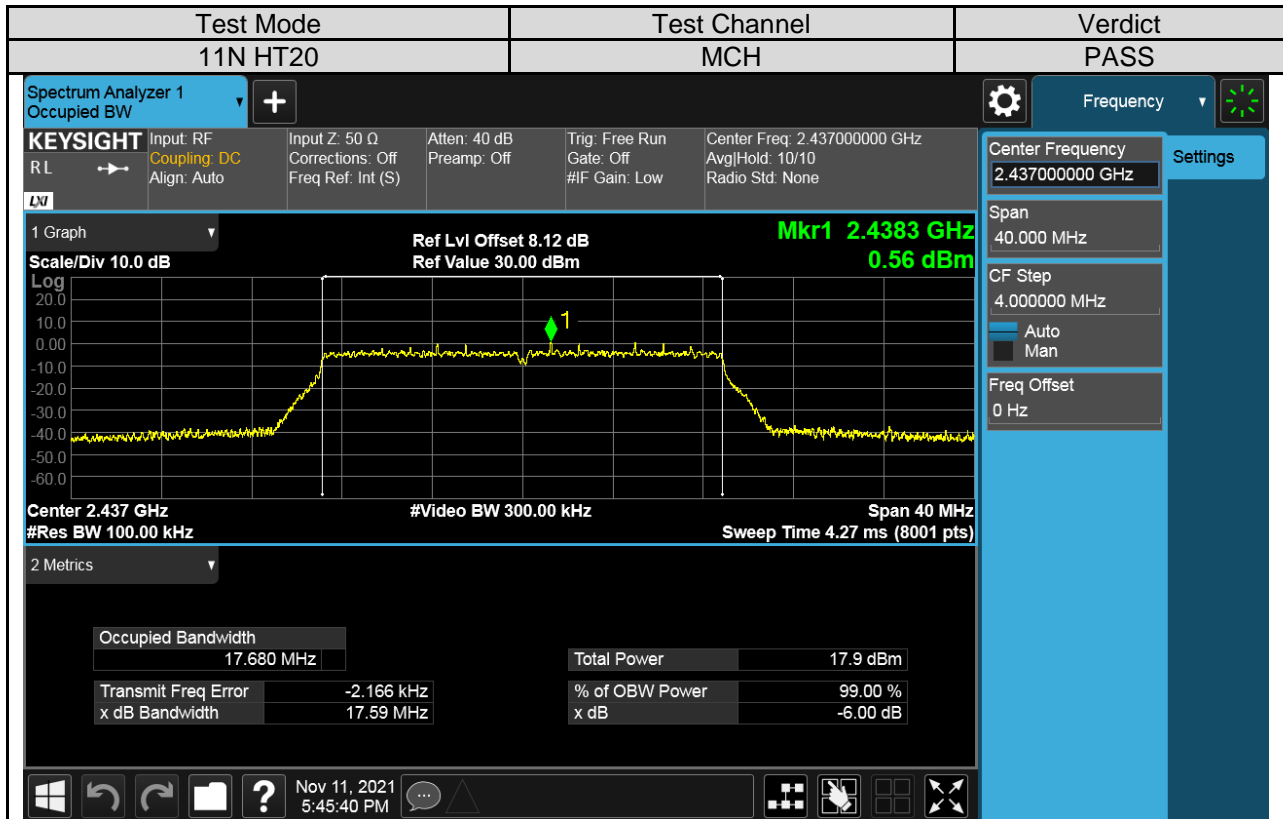 Test Mode Test Channel Verdict
11N HT20 MCH PASS
Spectrum Analyzer 1
Occupied BW
Frequency
KEYSIGHT Input: RF Input Z: 50 Ω Atten: 40 dB Trig: Free Run Center Freq: 2.437000000 GHz
RL Coupling: DC Corrections: Off Preamp: Off Gate: Off Avg|Hold: 10/10
Align: Auto Freq Ref: Int (S) #IF Gain: Low Radio Std: None
LXI
Center Frequency
2.437000000 GHz
Settings
Span
40.000 MHz
CF Step
4.000000 MHz
Auto
Man
Freq Offset
0 Hz
1 Graph Ref Lvl Offset 8.12 dB Mkr1 2.4383 GHz
Scale/Div 10.0 dB Ref Value 30.00 dBm 0.56 dBm
Log
20.0
10.0
1
0.00
-10.0
-20.0
-30.0
-40.0
-50.0
-60.0
Center 2.437 GHz #Video BW 300.00 kHz Span 40 MHz
#Res BW 100.00 kHz Sweep Time 4.27 ms (8001 pts)
2 Metrics
Occupied Bandwidth
17.680 MHz Total Power 17.9 dBm
Transmit Freq Error -2.166 kHz % of OBW Power 99.00 %
x dB Bandwidth 17.59 MHz x dB -6.00 dB
? Nov 11, 2021
5:45:40 PM